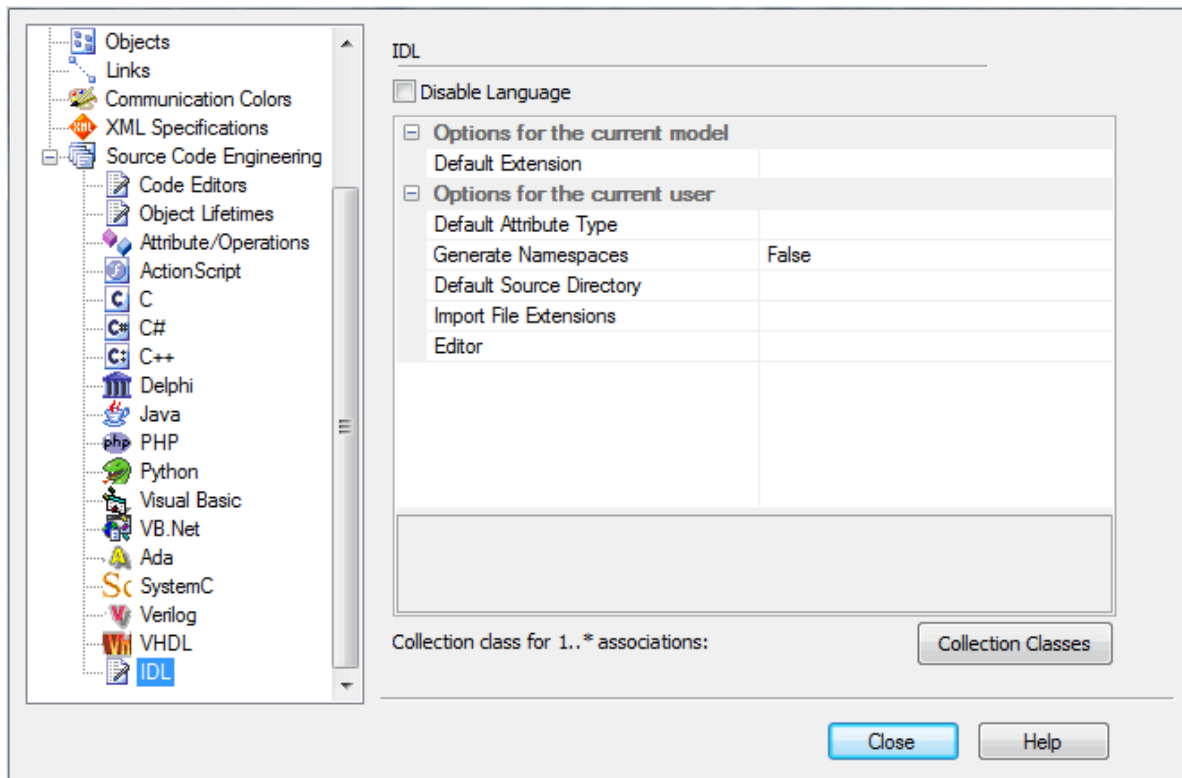 Objects
Links
Communication Colors
XML Specifications
Source Code Engineering
Code Editors
Object Lifetimes
Attribute/Operations
ActionScript
C C
C# C#
C++
Delphi
Java
php PHP
Python
Visual Basic
VB.Net
Ada
SystemC
Verilog
VHDL
IDL
IDL
Disable Language
Options for the current model
Default Extension
Options for the current user
Default Attribute Type
Generate Namespaces False
Default Source Directory
Import File Extensions
Editor
Collection class for 1..* associations: Collection Classes
Close Help